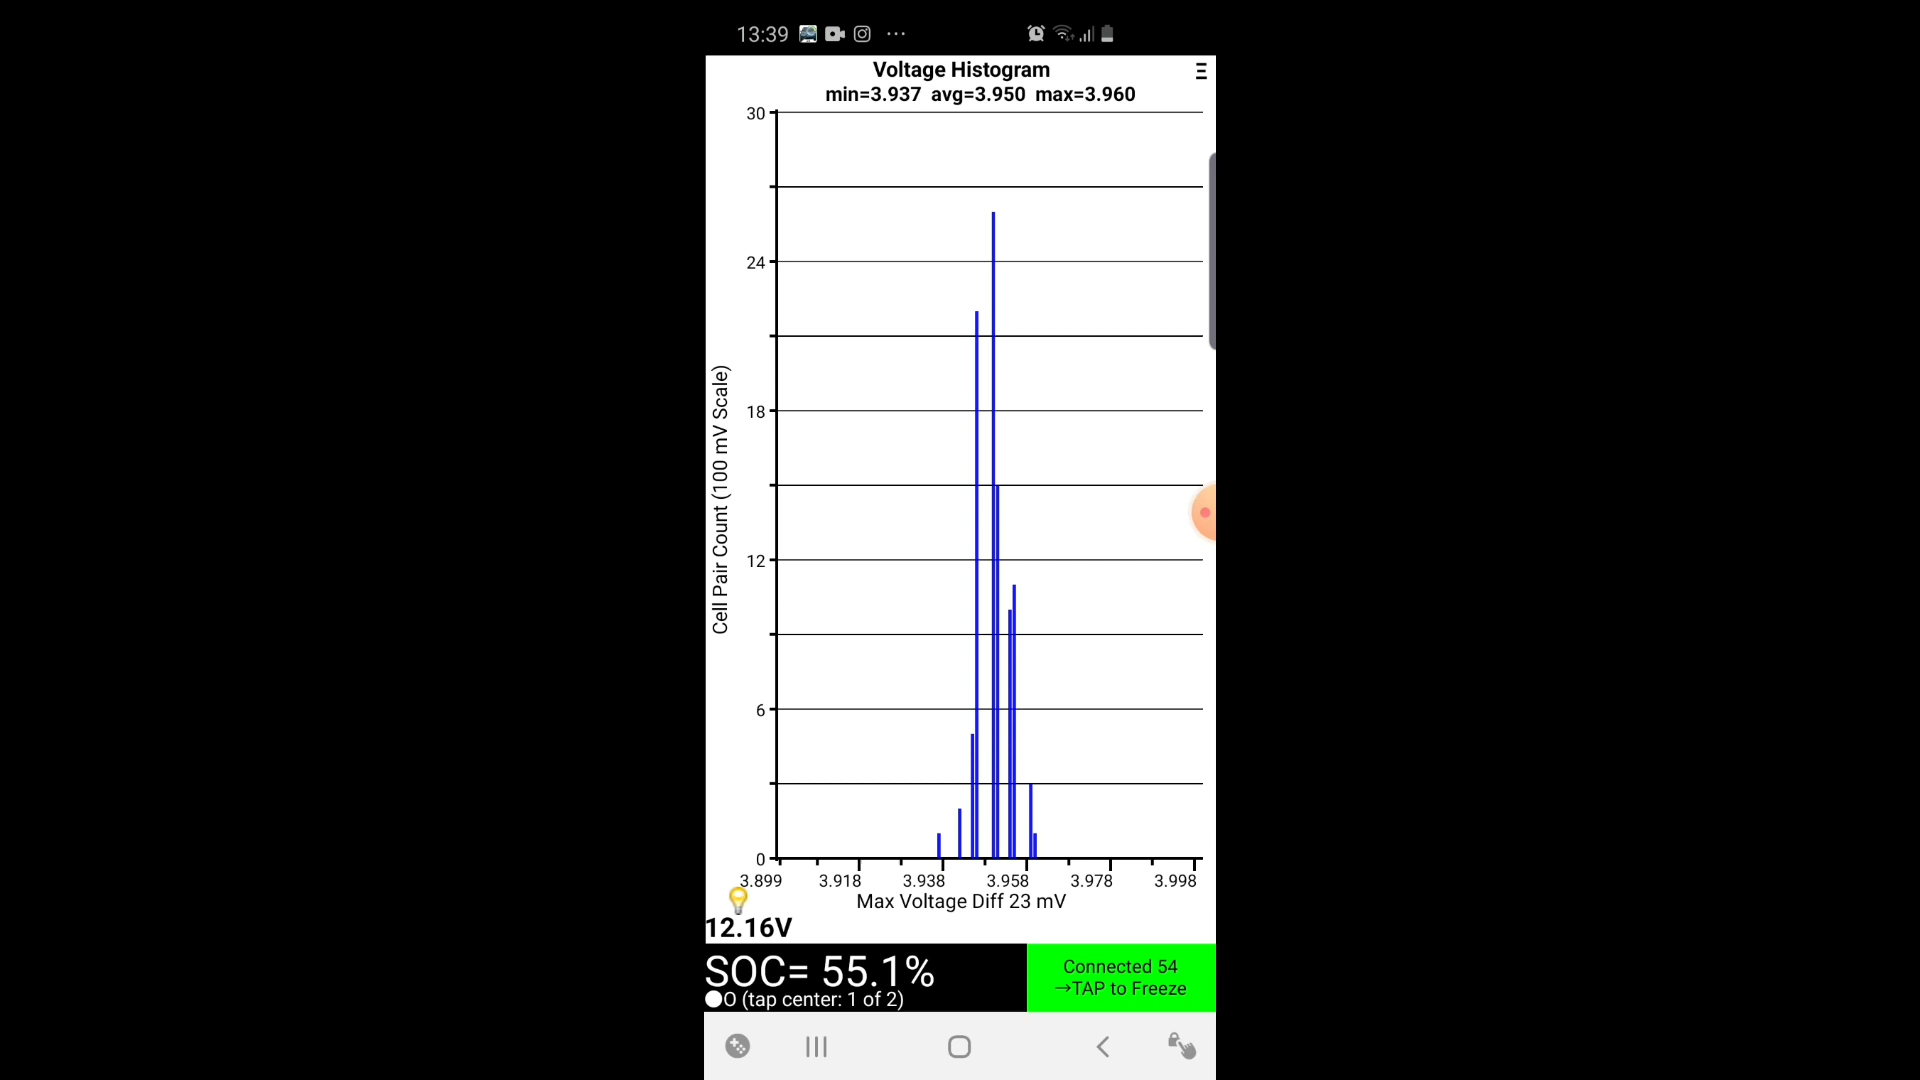 13:39
Voltage Histogram
min=3.937 avg=3.950 max=3.960
30
24
18
12
6
0
Cell Pair Count (100 mV Scale)
3.899 3.918 3.938 3.958 3.978 3.998
Max Voltage Diff 23 mV
12.16V
SOC= 55.1%
O (tap center: 1 of 2)
Connected 54
→TAP to Freeze